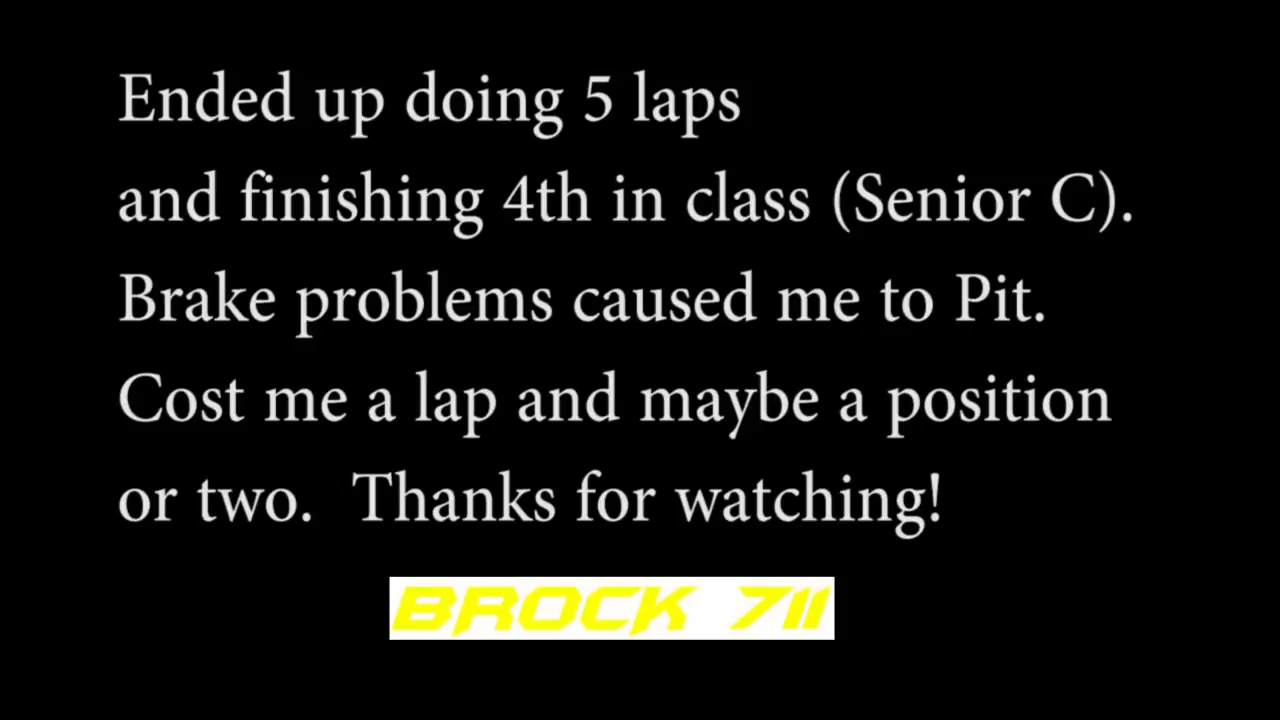 Ended up doing 5 laps
and finishing 4th in class (Senior C).
Brake problems caused me to Pit.
Cost me a lap and maybe a position
or two.  Thanks for watching!
BROCK 711